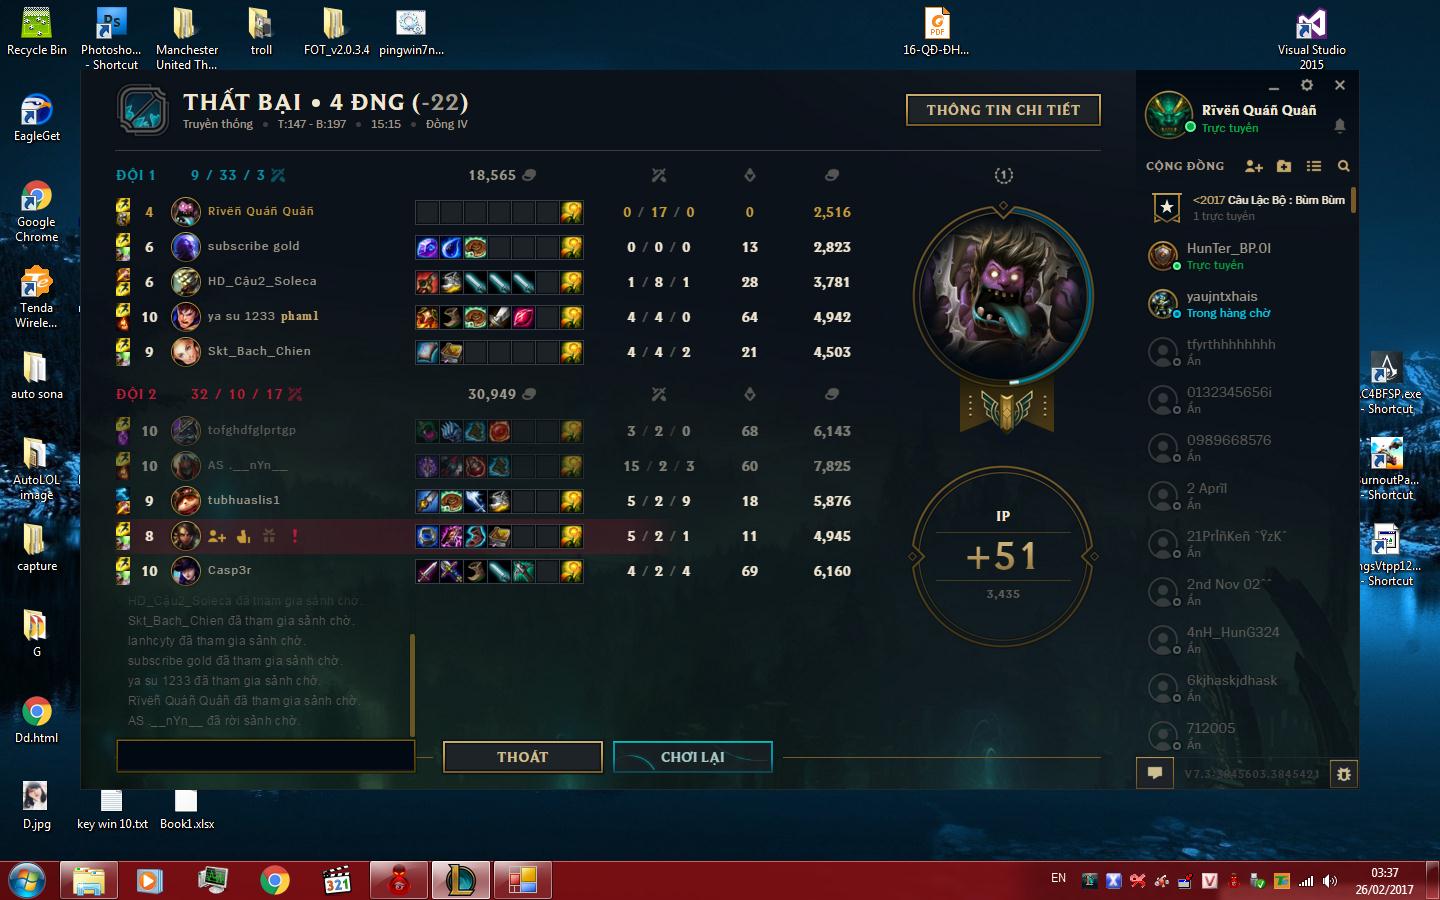 Recycle Bin
Photosho... - Shortcut
Manchester United Th...
troll
FOT_v2.0.3.4
pingwin7n...
16-QĐ-ĐH...
Visual Studio 2015
EagleGet
Google Chrome
Tenda Wirele...
auto sona
AutoLOL image
capture
G
Dd.html
D.jpg
key win 10.txt
Book1.xlsx
.C4BFSP.exe - Shortcut
urnoutPa... - Shortcut
ngsVtpp12... - Shortcut
THẤT BẠI • 4 ĐNG (-22)
Truyền thống • T:147 - B:197 • 15:15 • Đồng IV
THÔNG TIN CHI TIẾT
ĐỘI 1 9 / 33 / 3 18,565
4 Rĩvëñ Quáñ Quâñ 0 / 17 / 0 0 2,516
6 subscribe gold 0 / 0 / 0 13 2,823
6 HD_Cậu2_Soleca 1 / 8 / 1 28 3,781
10 ya su 1233 pham1 4 / 4 / 0 64 4,942
9 Skt_Bach_Chien 4 / 4 / 2 21 4,503
ĐỘI 2 32 / 10 / 17 30,949
10 tofghdfglprtgp 3 / 2 / 0 68 6,143
10 AS .__nYn__ 15 / 2 / 3 60 7,825
9 tubhuaslis1 5 / 2 / 9 18 5,876
8 5 / 2 / 1 11 4,945
10 Casp3r 4 / 2 / 4 69 6,160
HD_Cậu2_Soleca đã tham gia sảnh chờ.
Skt_Bach_Chien đã tham gia sảnh chờ.
lanhcyty đã tham gia sảnh chờ.
subscribe gold đã tham gia sảnh chờ.
ya su 1233 đã tham gia sảnh chờ.
Rĩvëñ Quáñ Quâñ đã tham gia sảnh chờ.
AS .__nYn__ đã rời sảnh chờ.
THOÁT
CHƠI LẠI
1
IP
+51
3,435
Rĩvëñ Quáñ Quâñ
Trực tuyến
CỘNG ĐỒNG
<2017 Câu Lạc Bộ : Bùm Bùm
1 trực tuyến
HunTer_BP.0I
Trực tuyến
yaujntxhais
Trong hàng chờ
tfyrthhhhhhhh
Ẩn
0132345656i
Ẩn
0989668576
Ẩn
2 Aprĩl
Ẩn
Ẩn
2nd Nov 02^^
Ẩn
4nH_HunG324
Ẩn
6kjhaskjdhask
Ẩn
712005
Ẩn
V7.3:3845603.3845421
321
EN
03:37
26/02/2017